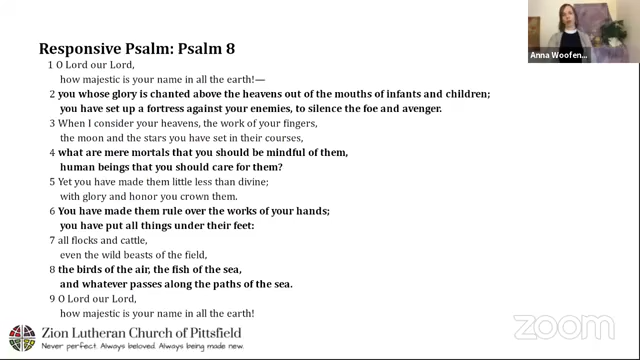 Responsive Psalm: Psalm 8
1 O Lord our Lord,
how majestic is your name in all the earth!—
2 you whose glory is chanted above the heavens out of the mouths of infants and children;
you have set up a fortress against your enemies, to silence the foe and avenger.
3 When I consider your heavens, the work of your fingers,
the moon and the stars you have set in their courses,
4 what are mere mortals that you should be mindful of them,
human beings that you should care for them?
5 Yet you have made them little less than divine;
with glory and honor you crown them.
6 You have made them rule over the works of your hands;
you have put all things under their feet:
7 all flocks and cattle,
even the wild beasts of the field,
8 the birds of the air, the fish of the sea,
and whatever passes along the paths of the sea.
9 O Lord our Lord,
how majestic is your name in all the earth!
Anna Woofen...
Zion Lutheran Church of Pittsfield
Never perfect. Always beloved. Always being made new.
zoom